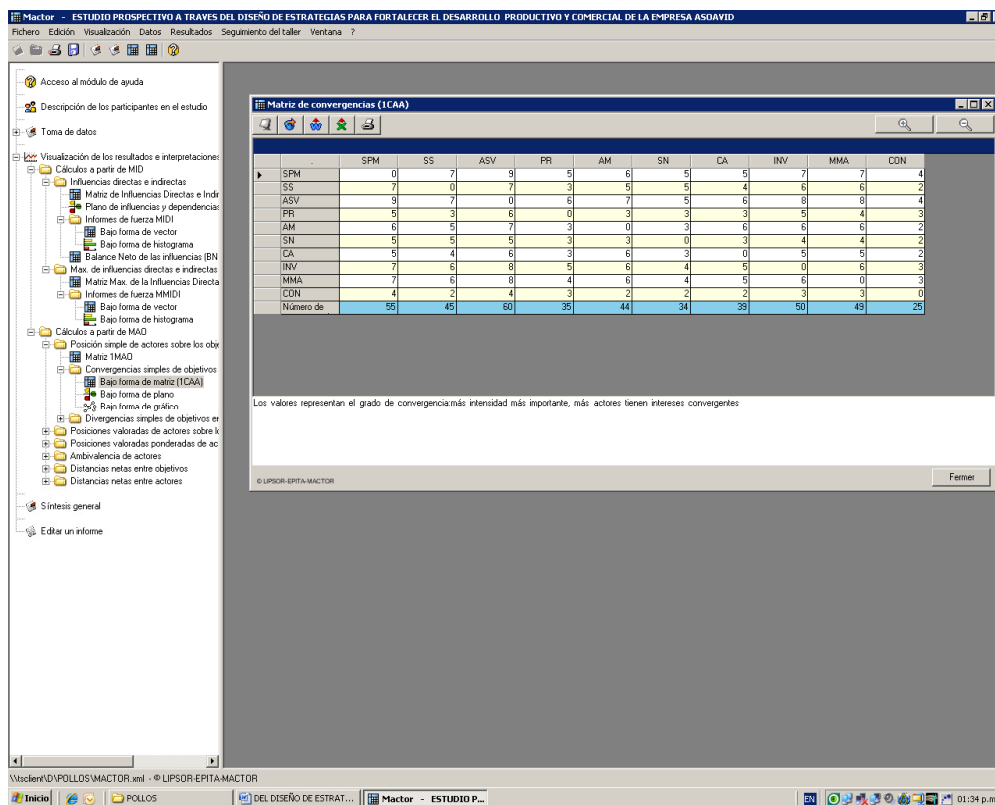 Mactor - ESTUDIO PROSPECTIVO A TRAVES DEL DISEÑO DE ESTRATEGIAS PARA FORTALECER EL DESARROLLO PRODUCTIVO Y COMERCIAL DE LA EMPRESA ASOAVID
Fichero Edición Visualización Datos Resultados Seguimiento del taller Ventana ?
Acceso al módulo de ayuda
Descripción de los participantes en el estudio
Toma de datos
Visualización de los resultados e interpretaciones
Cálculos a partir de MID
Influencias directas e indirectas
Matriz de Influencias Directas e Indir
Plano de influencias y dependencias
Informes de fuerza MIDI
Bajo forma de vector
Bajo forma de histograma
Balance Neto de las influencias (BN
Max. de influencias directas e indirectas
Matriz Max. de la Influencias Directa
Informes de fuerza MMIDI
Bajo forma de vector
Bajo forma de histograma
Cálculos a partir de MAO
Posición simple de actores sobre los obje
Matriz 1MAO
Convergencias simples de objetivos
Bajo forma de matriz (1CAA)
Bajo forma de plano
Bajo forma de gráfico
Divergencias simples de objetivos en
Posiciones valoradas de actores sobre lo
Posiciones valoradas ponderadas de ac
Ambivalencia de actores
Distancias netas entre objetivos
Distancias netas entre actores
Síntesis general
Editar un informe
Matriz de convergencias (1CAA)
. SPM SS ASV PR AM SN CA INV MMA CON
SPM 0 7 9 5 6 5 5 7 7 4
SS 7 0 7 3 5 5 4 6 6 2
ASV 9 7 0 6 7 5 6 8 8 4
PR 5 3 6 0 3 3 3 5 4 3
AM 6 5 7 3 0 3 6 6 6 2
SN 5 5 5 3 3 0 3 4 4 2
CA 5 4 6 3 6 3 0 5 5 2
INV 7 6 8 5 6 4 5 0 6 3
MMA 7 6 8 4 6 4 5 6 0 3
CON 4 2 4 3 2 2 2 3 3 0
Número de 55 45 60 35 44 34 39 50 49 25
Los valores representan el grado de convergencia:más intensidad más importante, más actores tienen intereses convergentes
© LIPSOR-EPITA-MACTOR
Fermer
\\tsclient\D\POLLOS\MACTOR.xml - © LIPSOR-EPITA-MACTOR
Inicio POLLOS DEL DISEÑO DE ESTRAT... Mactor - ESTUDIO P... EN 01:34 p.m